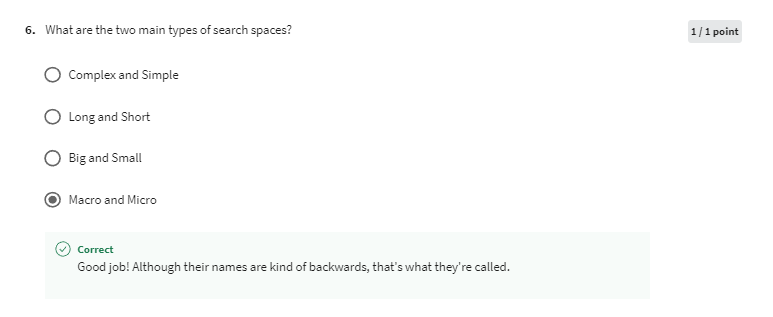 6. What are the two main types of search spaces?
1 / 1 point
Complex and Simple
Long and Short
Big and Small
Macro and Micro
Correct
Good job! Although their names are kind of backwards, that's what they're called.